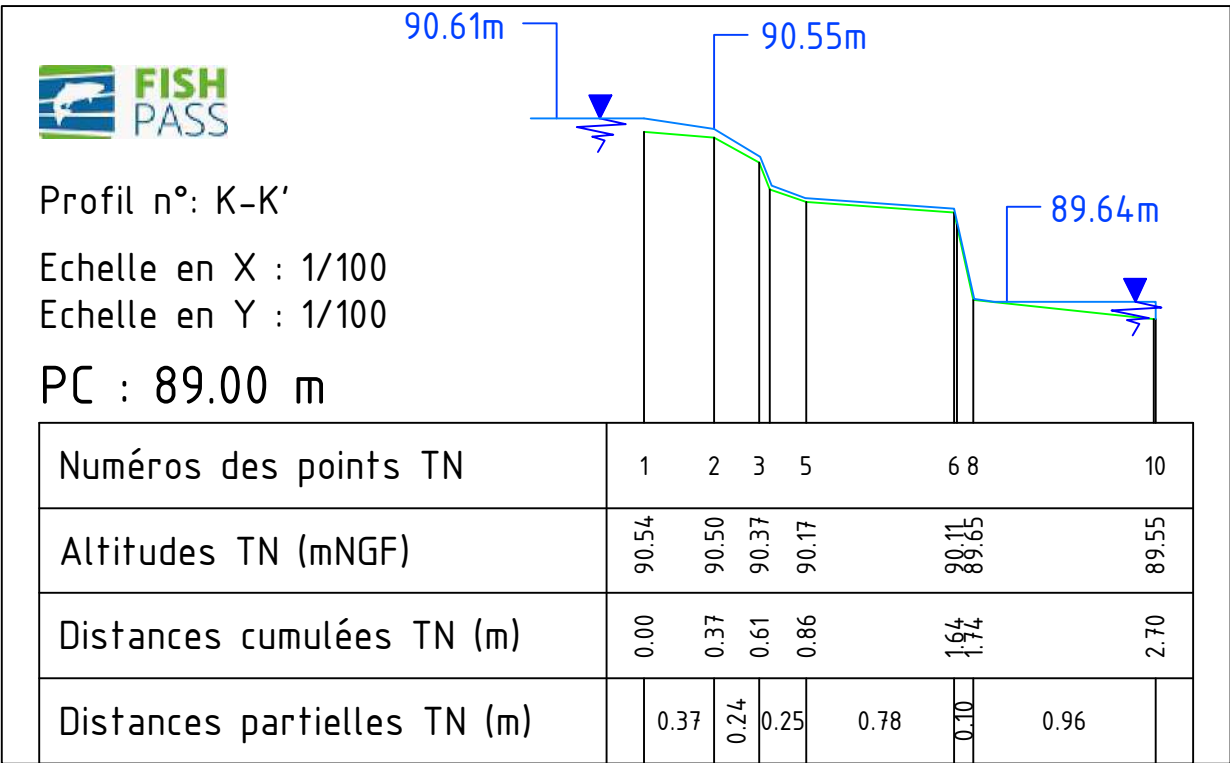 90.61m
90.55m
FISH
PASS
Profil n°: K-K'
89.64m
Echelle en X : 1/100
Echelle en Y : 1/100
PC : 89.00 m
Numéros des points TN 1 2 3 5 6 8 10
Altitudes TN (mNGF) 90.54 90.50 90.37 90.17 90.11 89.65 89.55
Distances cumulées TN (m) 0.00 0.37 0.61 0.86 1.64 1.74 2.70
Distances partielles TN (m) 0.37 0.24 0.25 0.78 0.10 0.96